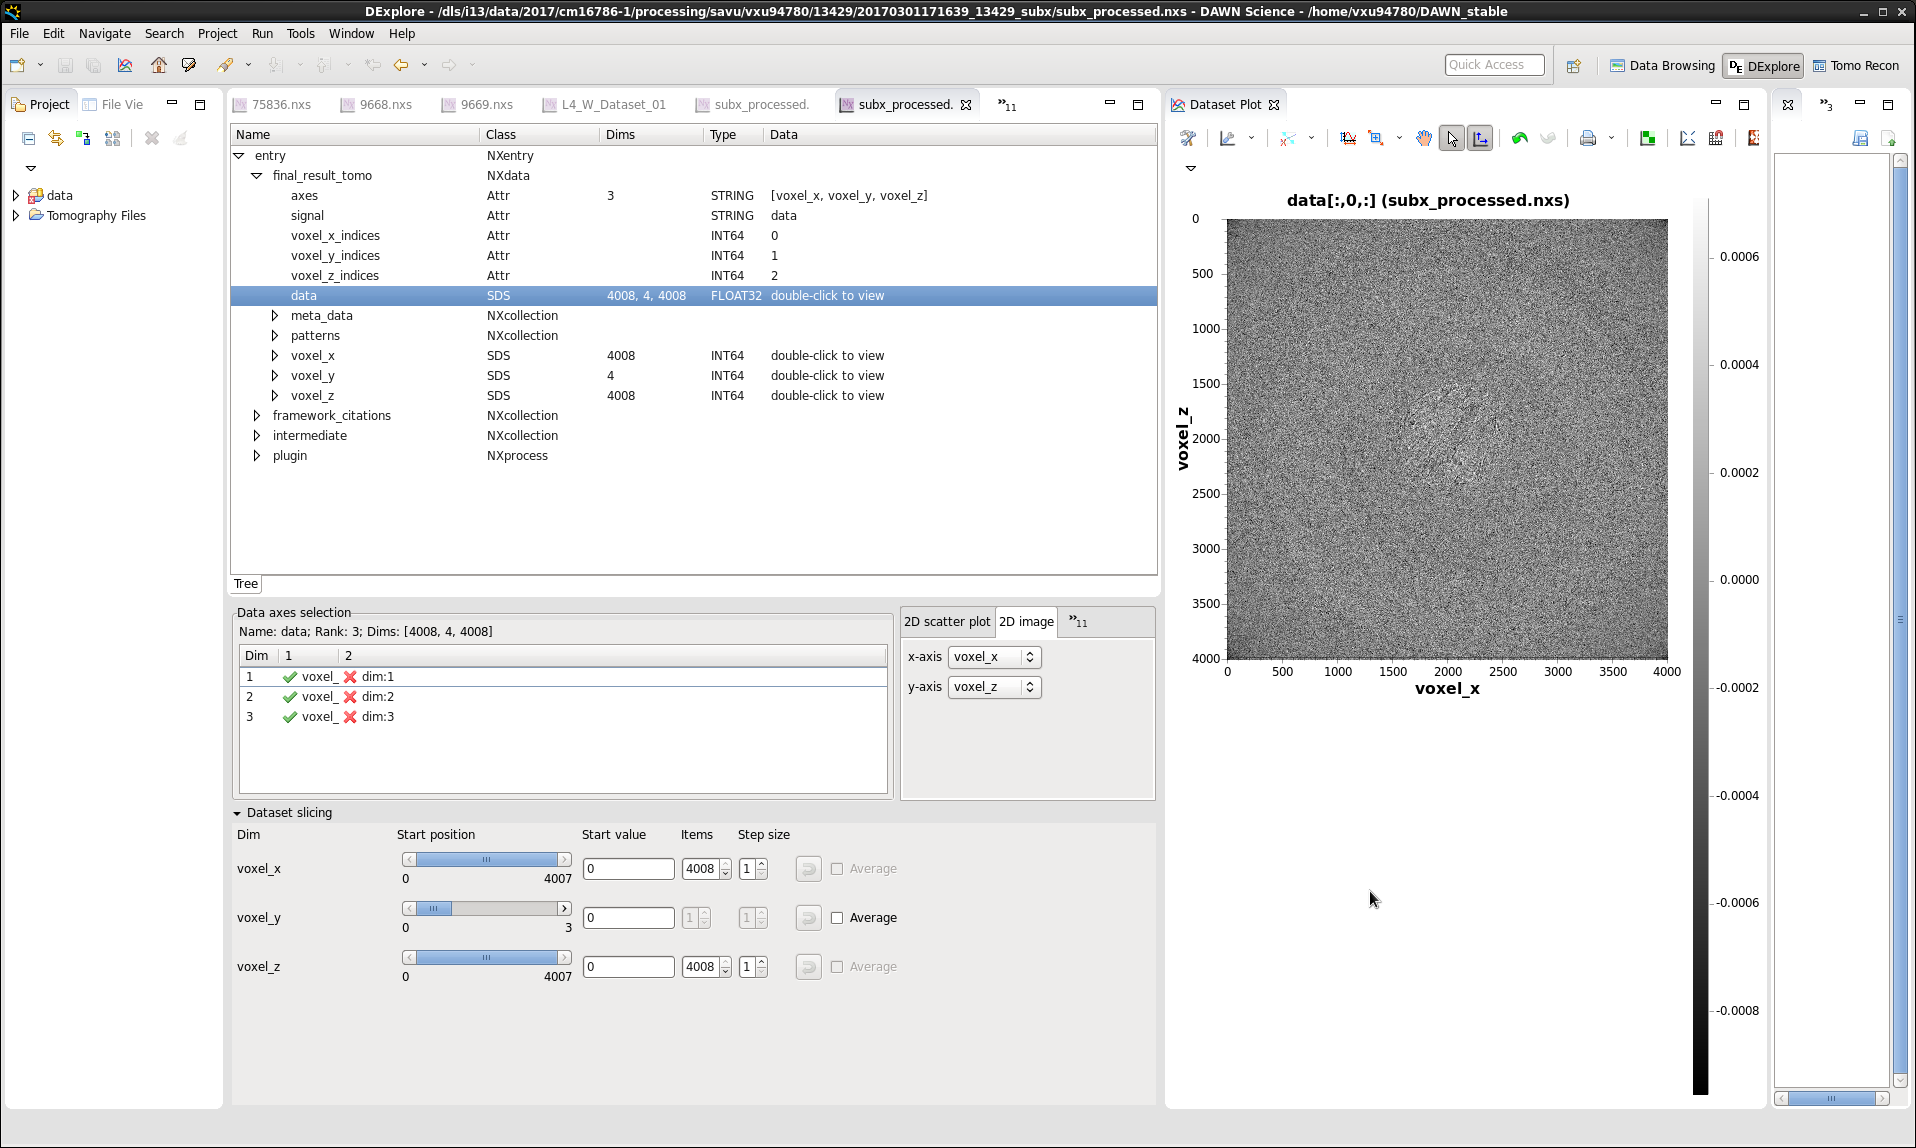 DExplore - /dls/i13/data/2017/cm16786-1/processing/savu/vxu94780/13429/20170301171639_13429_subx/subx_processed.nxs - DAWN Science - /home/vxu94780/DAWN_stable
File Edit Navigate Search Project Run Tools Window Help
Quick Access
Data Browsing
DE DExplore
Tomo Recon
Project
File Vie
data
Tomography Files
75836.nxs 9668.nxs 9669.nxs L4_W_Dataset_01 subx_processed. subx_processed. »11
Name Class Dims Type Data
entry NXentry
final_result_tomo NXdata
axes Attr 3 STRING [voxel_x, voxel_y, voxel_z]
signal Attr STRING data
voxel_x_indices Attr INT64 0
voxel_y_indices Attr INT64 1
voxel_z_indices Attr INT64 2
data SDS 4008, 4, 4008 FLOAT32 double-click to view
meta_data NXcollection
patterns NXcollection
voxel_x SDS 4008 INT64 double-click to view
voxel_y SDS 4 INT64 double-click to view
voxel_z SDS 4008 INT64 double-click to view
framework_citations NXcollection
intermediate NXcollection
plugin NXprocess
Tree
Data axes selection
Name: data; Rank: 3; Dims: [4008, 4, 4008]
Dim 1 2
1 voxel_ dim:1
2 voxel_ dim:2
3 voxel_ dim:3
2D scatter plot 2D image »11
x-axis voxel_x
y-axis voxel_z
Dataset slicing
Dim Start position Start value Items Step size
voxel_x 0 4007 0 4008 1 Average
voxel_y 0 3 0 1 1 Average
voxel_z 0 4007 0 4008 1 Average
Dataset Plot
»3
data[:,0,:] (subx_processed.nxs)
0
500
1000
1500
2000
2500
3000
3500
4000
voxel_z
0 500 1000 1500 2000 2500 3000 3500 4000
voxel_x
0.0006
0.0004
0.0002
0.0000
-0.0002
-0.0004
-0.0006
-0.0008